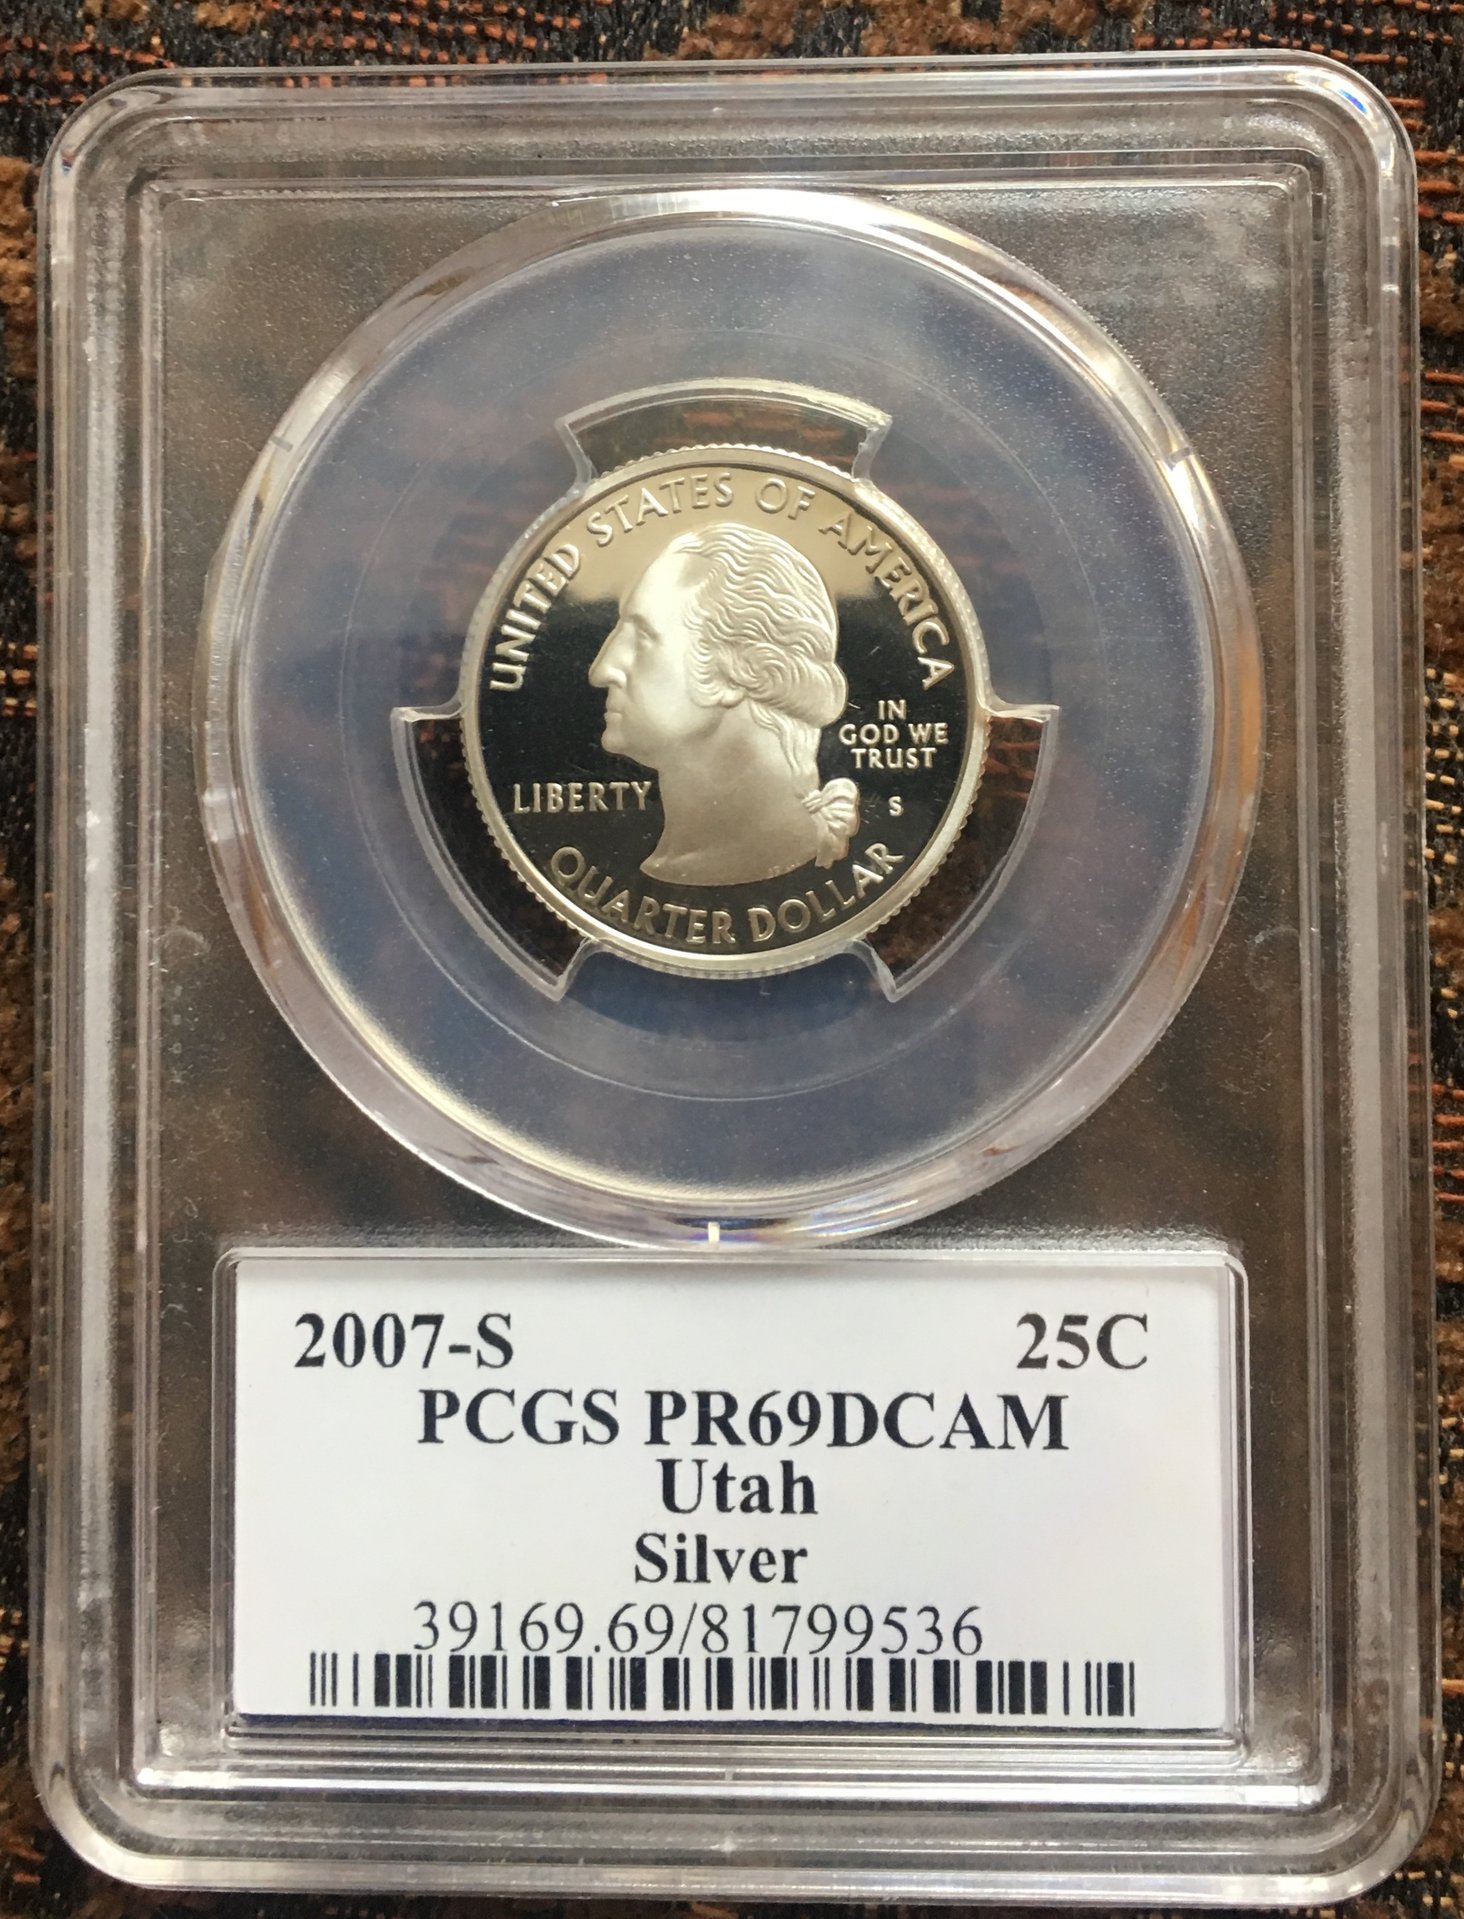 UNITED STATES OF AMERICA
IN
GOD WE
TRUST
LIBERTY
S
QUARTER DOLLAR
2007-S 25C
PCGS PR69DCAM
Utah
Silver
39169.69/81799536